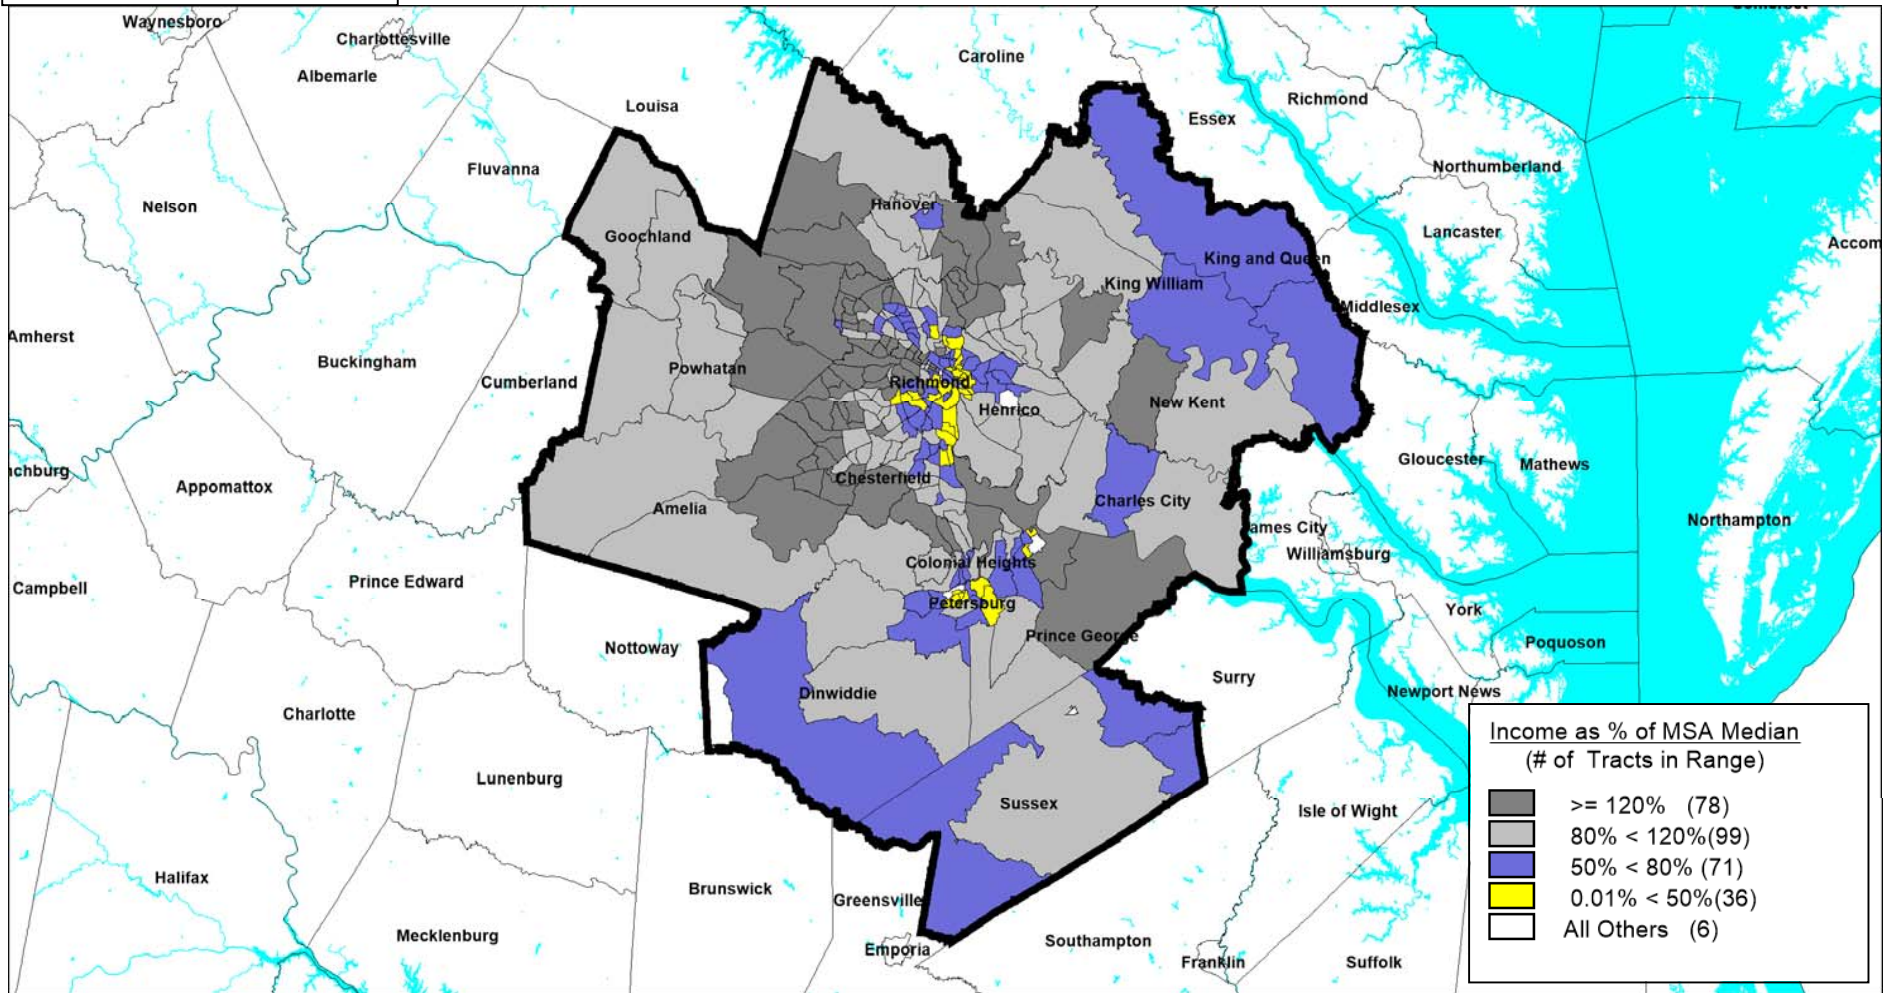 Somerset
Waynesboro
Charlottesville
Albemarle
Caroline
Louisa
Richmond
Essex
Northumberland
Fluvanna
Nelson
Hanover
Goochland
Lancaster
Accom
King and Queen
King William
Middlesex
Amherst
Buckingham
Cumberland
Powhatan
Richmond
Henrico
New Kent
nchburg
Appomattox
Chesterfield
Gloucester
Mathews
Amelia
Charles City
Northampton
ames City
Williamsburg
Colonial Heights
Campbell
Prince Edward
Petersburg
York
Prince George
Poquoson
Nottoway
Surry
Dinwiddie
Newport News
Charlotte
Lunenburg
Sussex
Isle of Wight
Halifax
Brunswick
Greensville
Mecklenburg
Emporia
Southampton
Franklin
Suffolk
Income as % of MSA Median
(# of Tracts in Range)
>= 120% (78)
80% < 120%(99)
50% < 80% (71)
0.01% < 50%(36)
All Others (6)